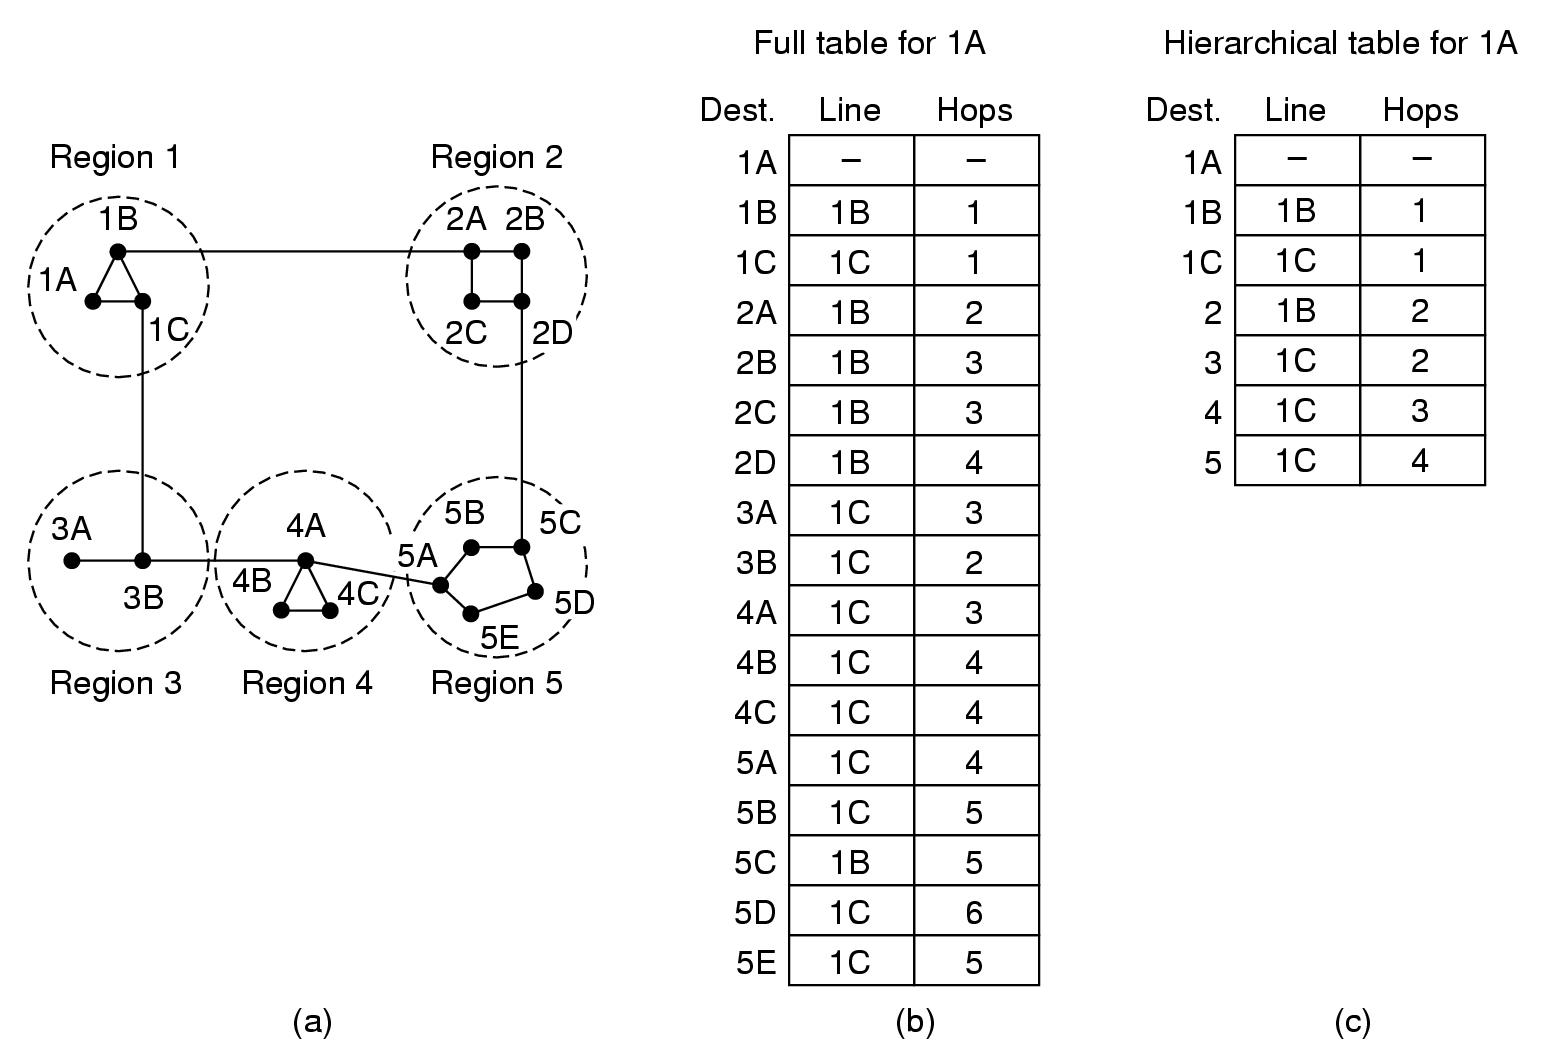 Full table for 1A
Hierarchical table for 1A
Dest. Line Hops
Dest. Line Hops
Region 1
Region 2
1B
2A 2B
1A
1C
2C 2D
3A
3B
4A
4B
4C
5B
5C
5A
5D
5E
Region 3
Region 4
Region 5
1A – –
1B 1B 1
1C 1C 1
2A 1B 2
2B 1B 3
2C 1B 3
2D 1B 4
3A 1C 3
3B 1C 2
4A 1C 3
4B 1C 4
4C 1C 4
5A 1C 4
5B 1C 5
5C 1B 5
5D 1C 6
5E 1C 5
1A – –
1B 1B 1
1C 1C 1
2 1B 2
3 1C 2
4 1C 3
5 1C 4
(a)
(b)
(c)